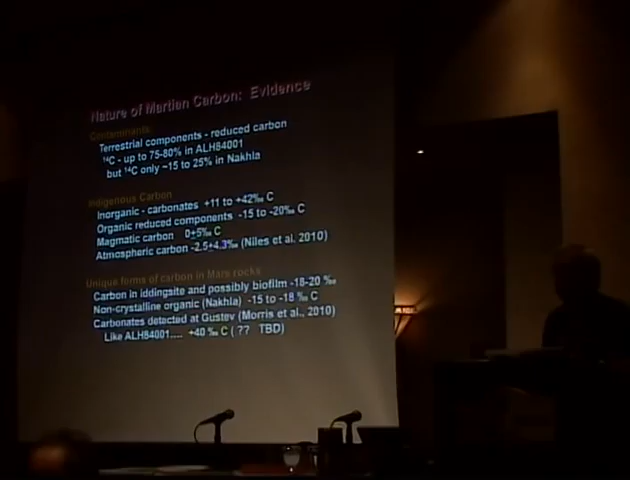 Nature of Martian Carbon: Evidence
Contaminants
Terrestrial components - reduced carbon
¹⁴C - up to 75-80% in ALH84001
but ¹⁴C only ~15 to 25% in Nakhla
Indigenous Carbon
Inorganic - carbonates +11 to +42‰ C
Organic reduced components -15 to -20‰ C
Magmatic carbon 0±5‰ C
Atmospheric carbon -2.5±4.3‰ (Niles et al. 2010)
Unique forms of carbon in Mars rocks
Carbon in iddingsite and possibly biofilm -18-20 ‰
Non-crystalline organic (Nakhla) -15 to -18 ‰ C
Carbonates detected at Gustev (Morris et al., 2010)
Like ALH84001.... +40 ‰ C ( ?? TBD)